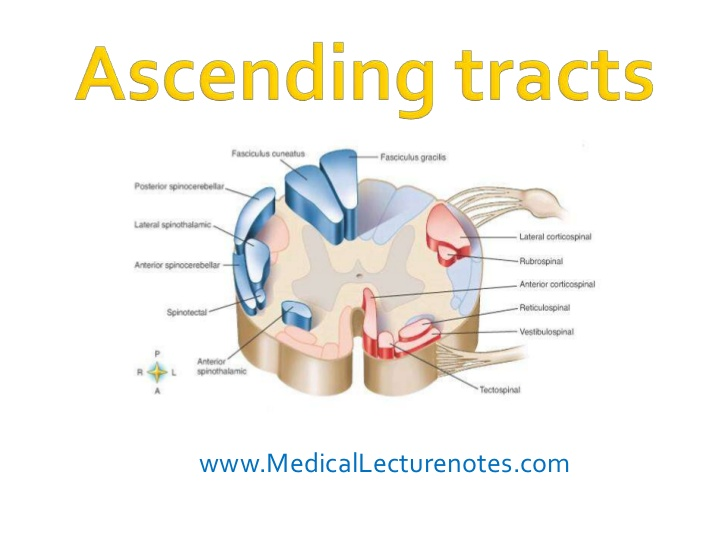 Ascending tracts
Fasciculus cuneatus
Fasciculus gracilis
Posterior spinocerebellar
Lateral spinothalamic
Anterior spinocerebellar
Spinotectal
Anterior
spinothalamic
Lateral corticospinal
Rubrospinal
Anterior corticospinal
Reticulospinal
Vestibulospinal
Tectospinal
P
R L
A
www.MedicalLecturenotes.com